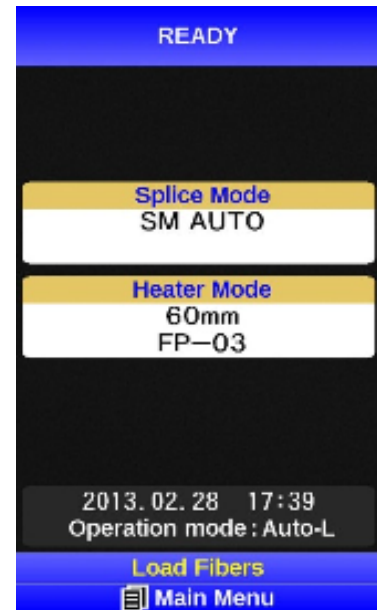 READY
Splice Mode
SM AUTO
Heater Mode
60mm
FP-03
2013.02.28 17:39
Operation mode:Auto-L
Load Fibers
Main Menu